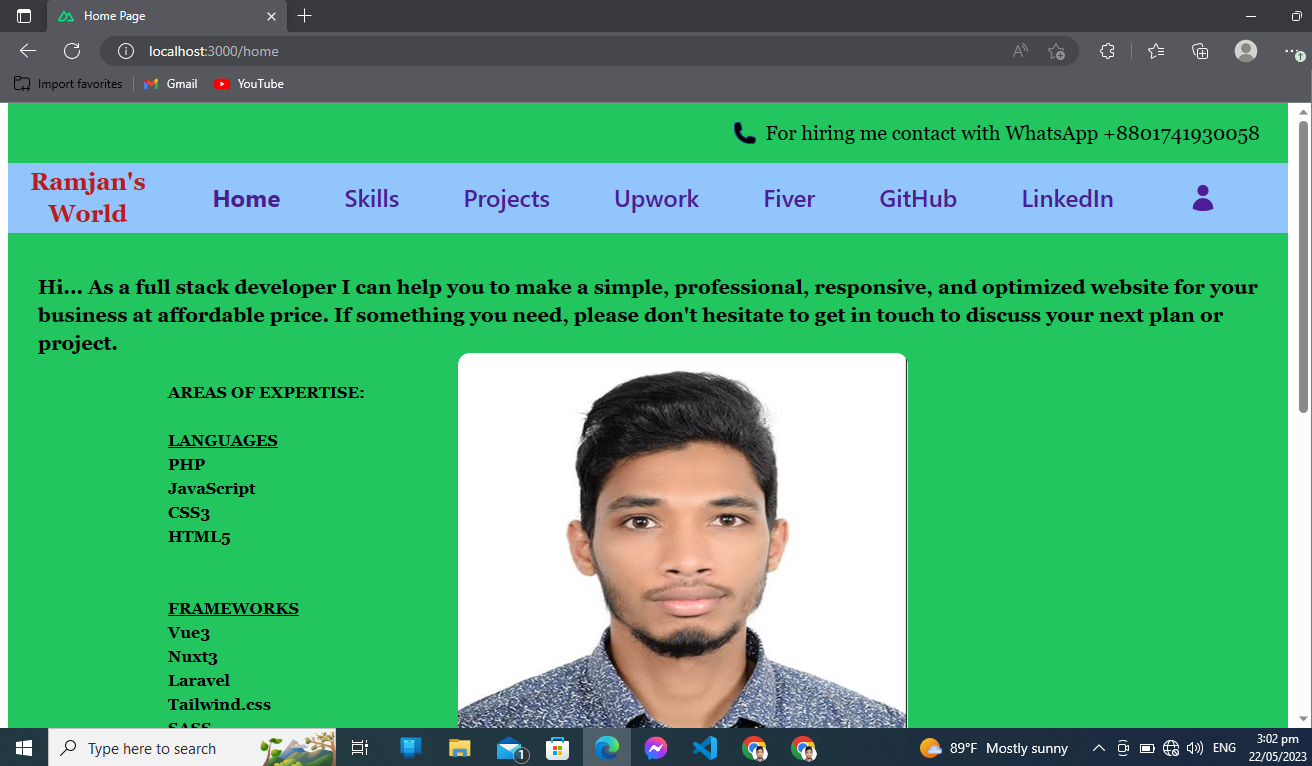 Home Page
localhost:3000/home
Import favorites
Gmail
YouTube
For hiring me contact with WhatsApp +8801741930058
Ramjan's
World
Home
Skills
Projects
Upwork
Fiver
GitHub
LinkedIn
Hi... As a full stack developer I can help you to make a simple, professional, responsive, and optimized website for your
business at affordable price. If something you need, please don't hesitate to get in touch to discuss your next plan or
project.
AREAS OF EXPERTISE:
LANGUAGES
PHP
JavaScript
CSS3
HTML5
FRAMEWORKS
Vue3
Nuxt3
Laravel
Tailwind.css
SASS
Type here to search
1
89°F Mostly sunny
ENG
3:02 pm
22/05/2023